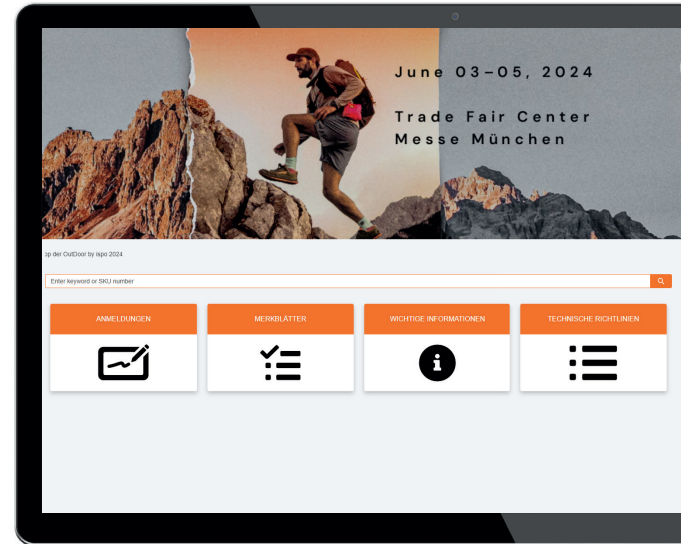 June 03–05, 2024
Trade Fair Center
Messe München
op der OutDoor by ispo 2024
Enter keyword or SKU number
ANMELDUNGEN
MERKBLÄTTER
WICHTIGE INFORMATIONEN
TECHNISCHE RICHTLINIEN